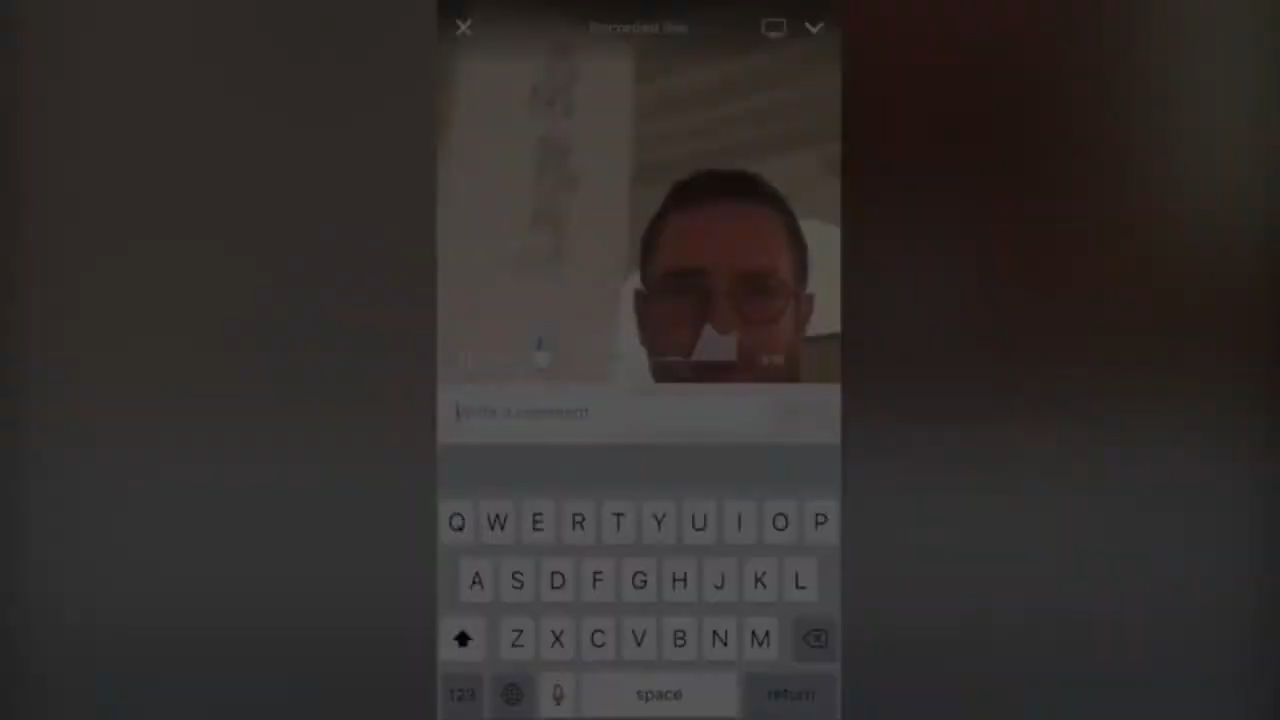 Recorded live
Write a comment
Q W E R T Y U I O P
A S D F G H J K L
Z X C V B N M
123 space return